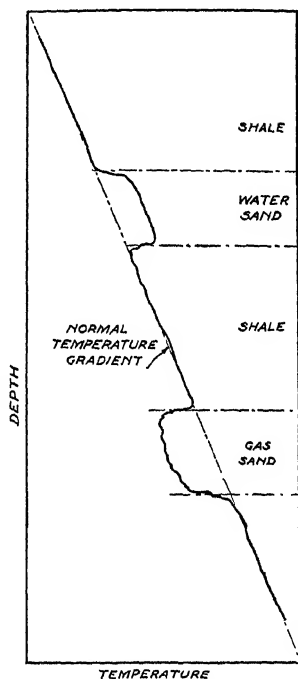 SHALE
WATER
SAND
NORMAL
TEMPERATURE
GRADIENT
SHALE
DEPTH
GAS
SAND
TEMPERATURE